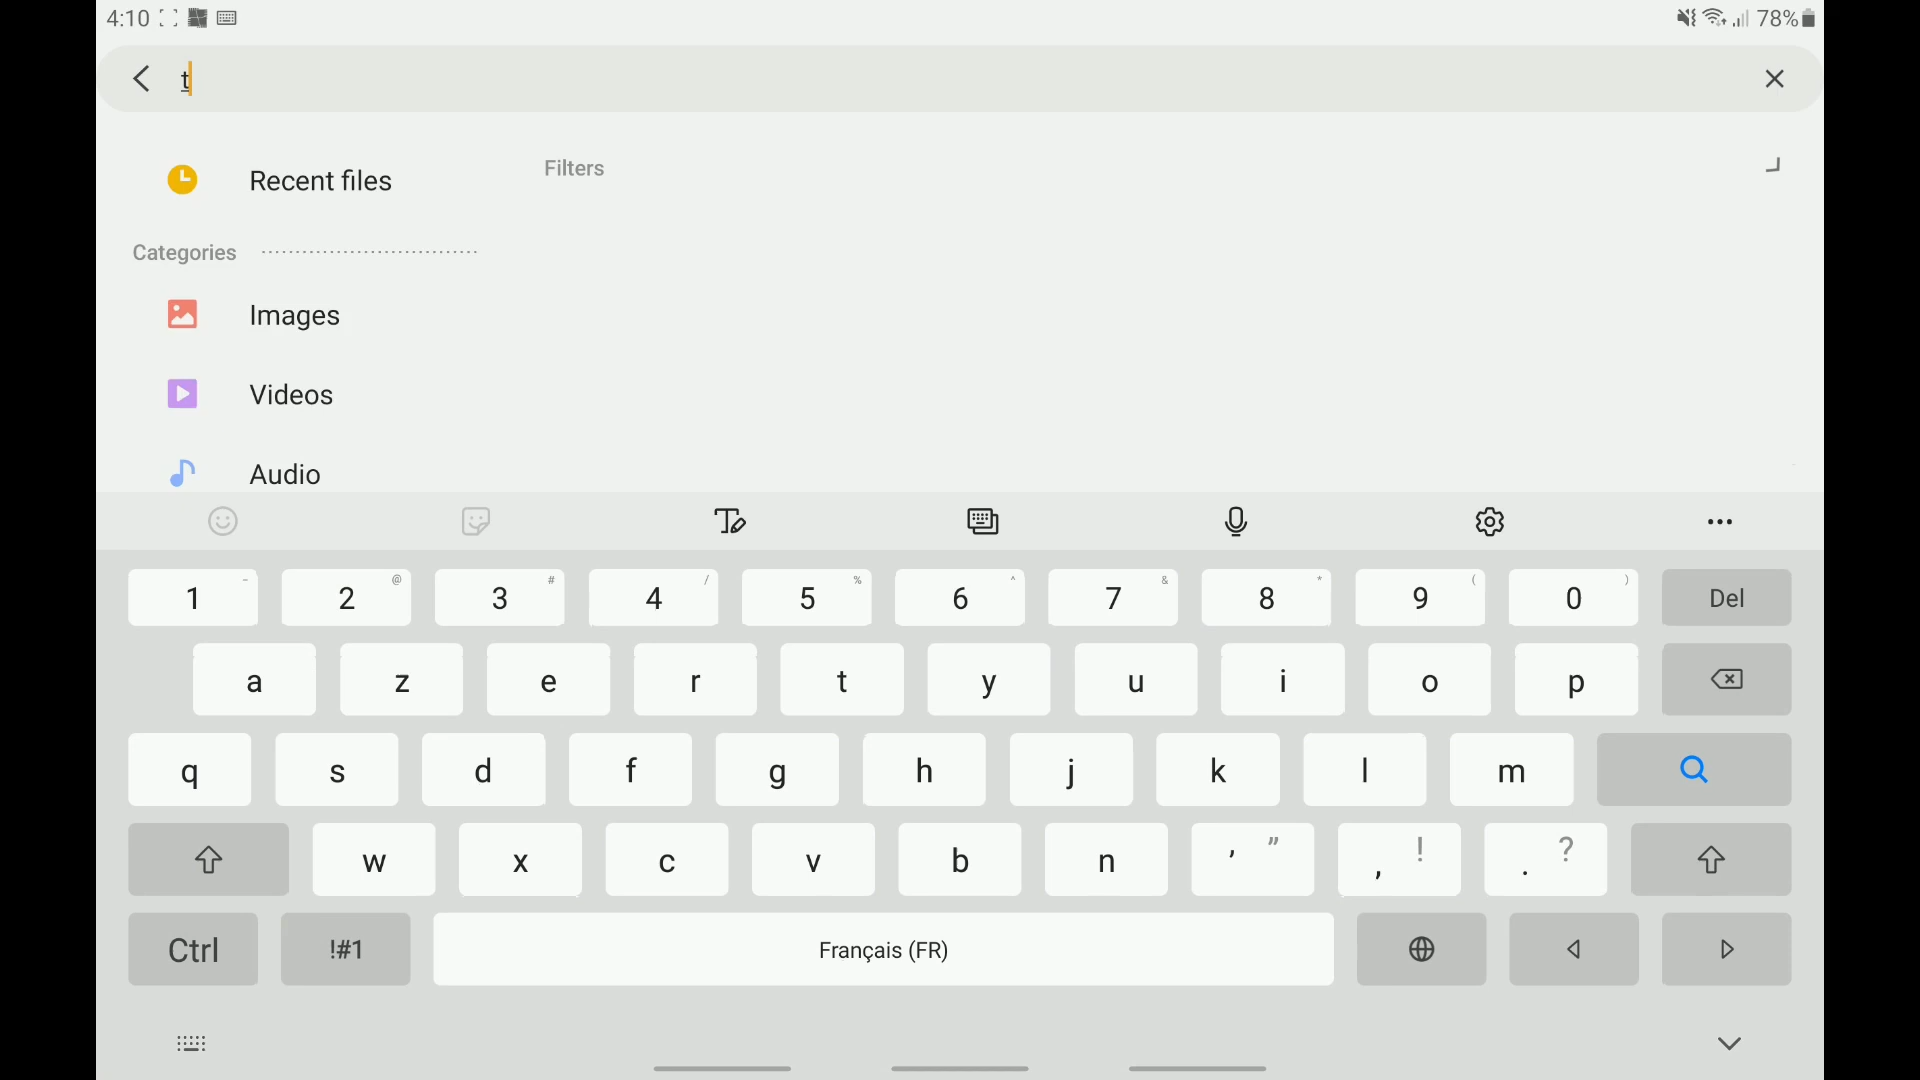 4:10
78%
t
Recent files
Filters
Categories
Images
Videos
Audio
1 - 2 @ 3 # 4 / 5 % 6 ^ 7 & 8 * 9 ( 0 ) Del
a z e r t y u i o p
q s d f g h j k l m
w x c v b n ' " , ! . ?
Ctrl !#1 Français (FR)